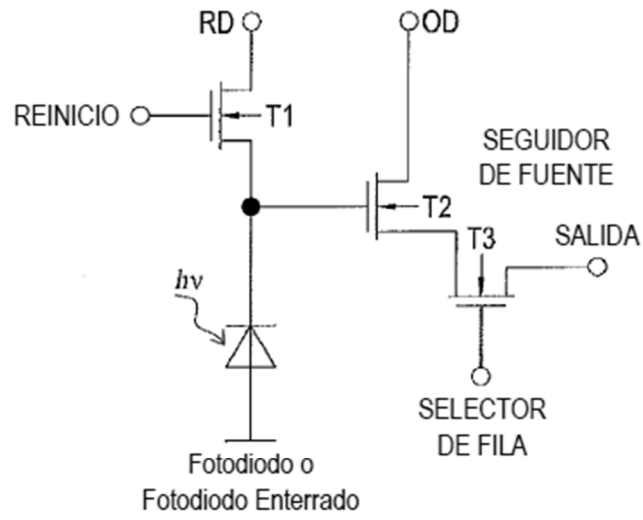 RD
OD
REINICIO
T1
SEGUIDOR
DE FUENTE
T2
T3
SALIDA
hν
SELECTOR
DE FILA
Fotodiodo o
Fotodiodo Enterrado